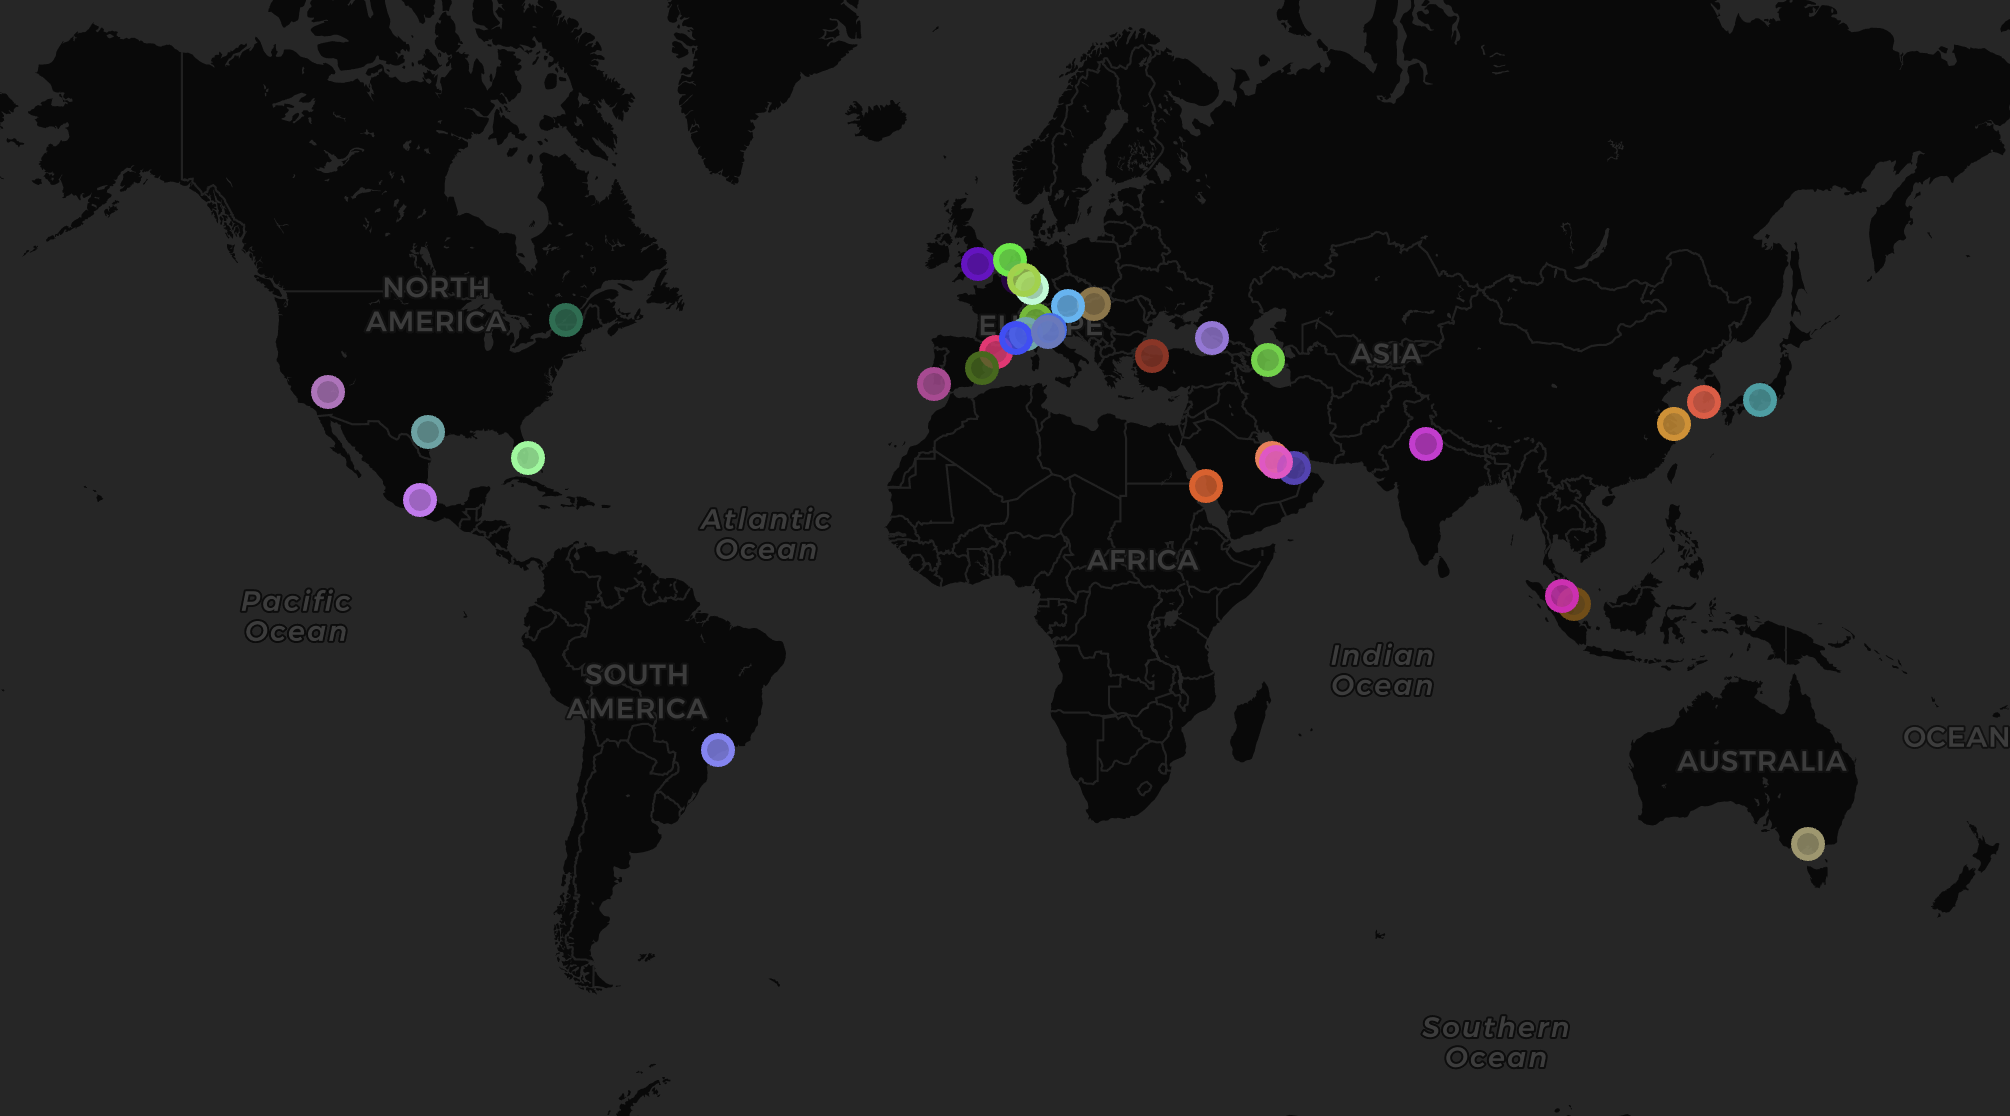 NORTH
AMERICA
EUROPE
ASIA
Atlantic
Ocean
AFRICA
Pacific
Ocean
Indian
Ocean
SOUTH
AMERICA
OCEAN
AUSTRALIA
Southern
Ocean